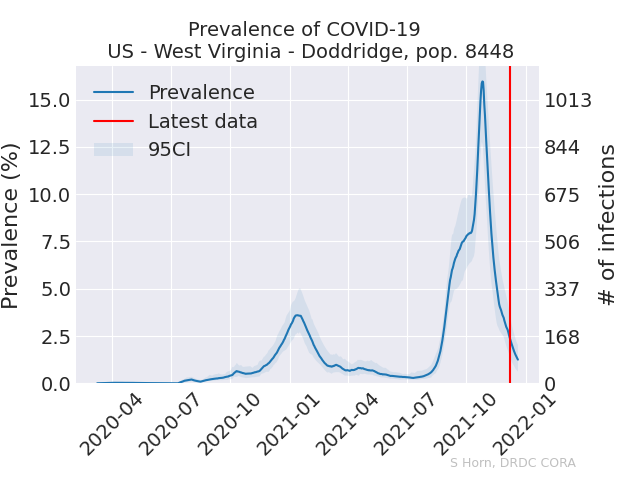 Prevalence of COVID-19
US - West Virginia - Doddridge, pop. 8448
Prevalence
Latest data
95CI
Prevalence (%)
15.0
12.5
10.0
7.5
5.0
2.5
0.0
1013
844
675
506
337
168
0
# of infections
2020-04
2020-07
2020-10
2021-01
2021-04
2021-07
2021-10
2022-01
S Horn, DRDC CORA